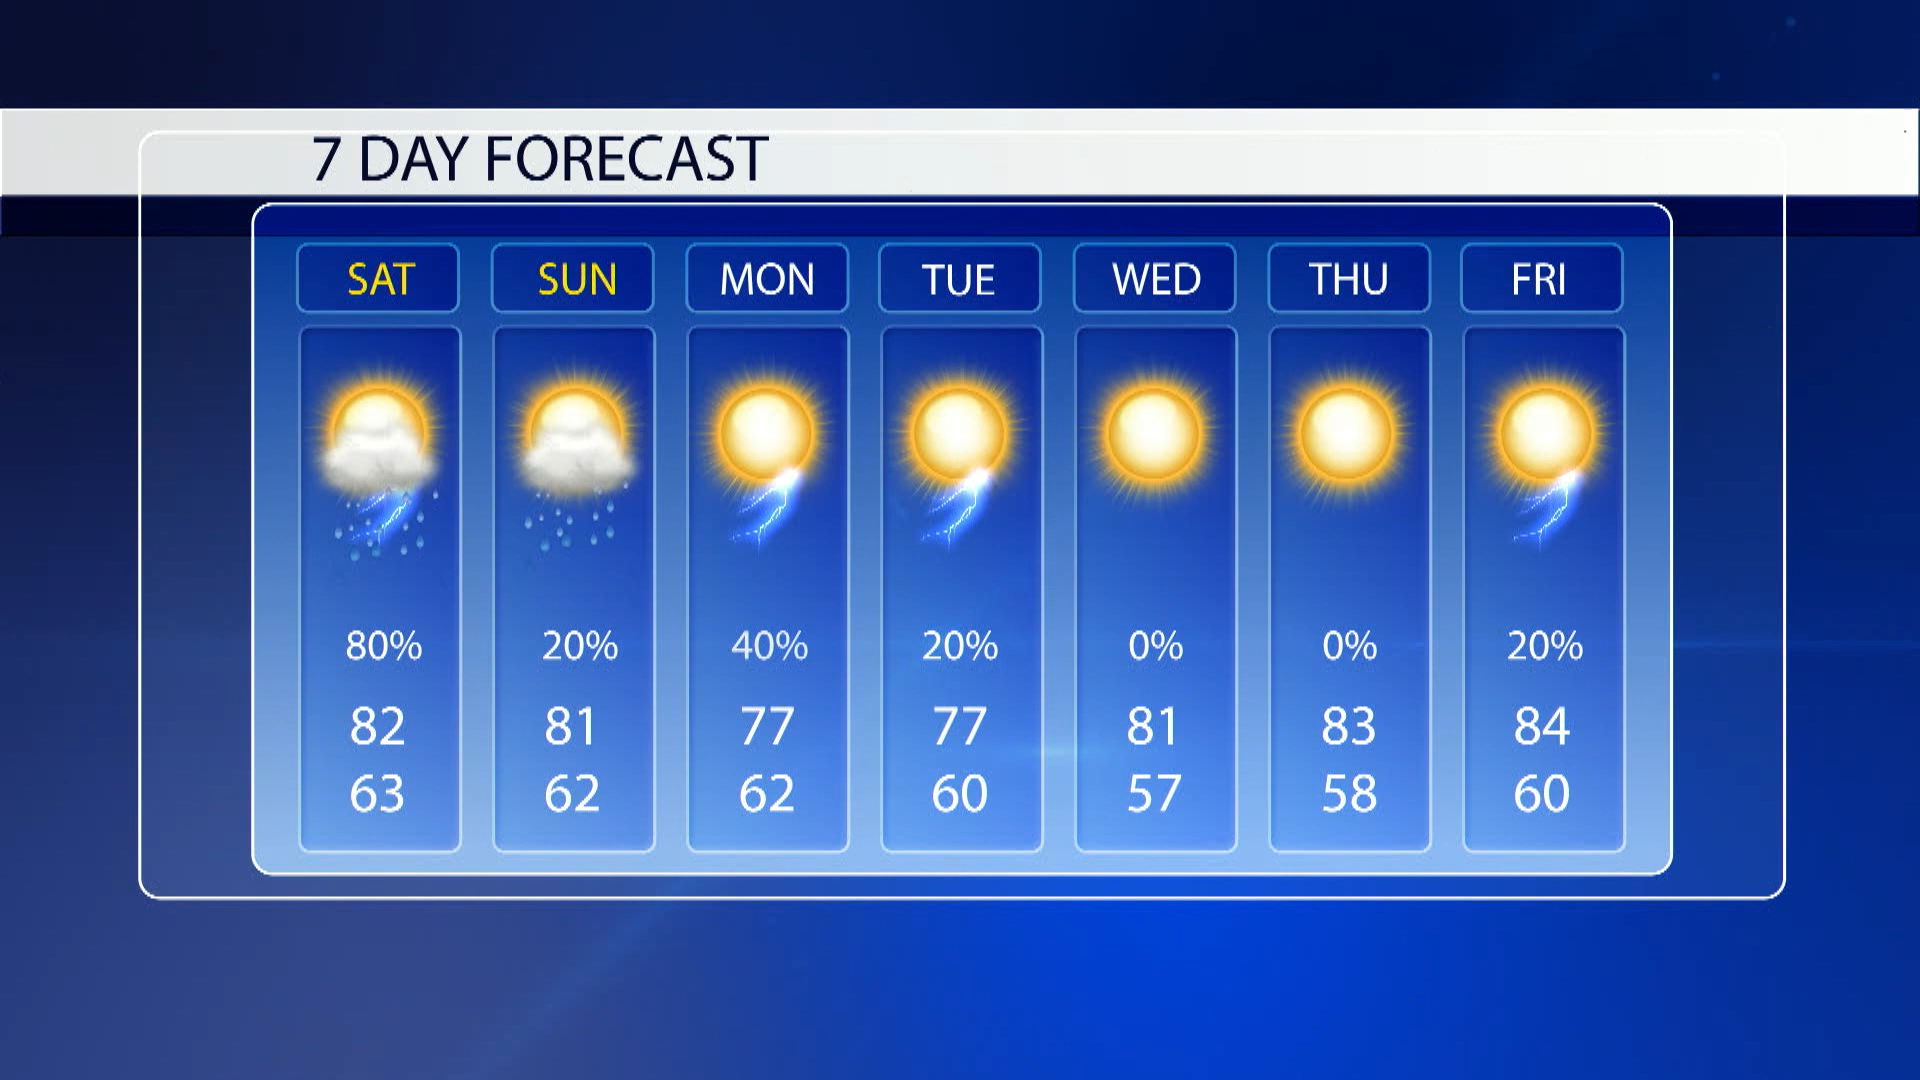 7 DAY FORECAST
SAT SUN MON TUE WED THU FRI
80% 20% 40% 20% 0% 0% 20%
82 81 77 77 81 83 84
63 62 62 60 57 58 60